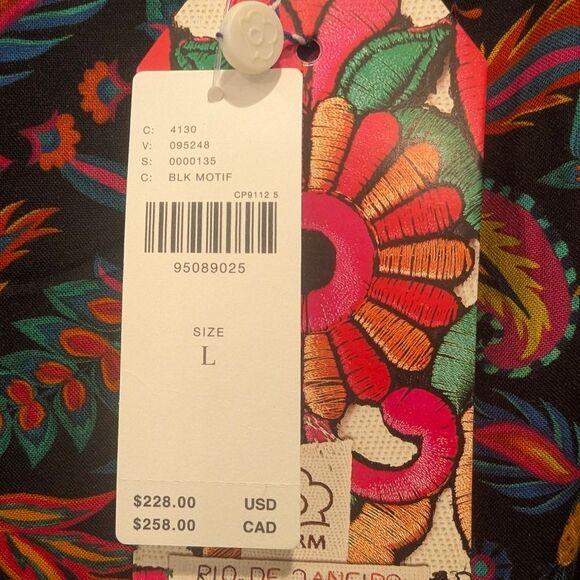 C: 4130
V: 095248
S: 0000135
C: BLK MOTIF
CP9112 5
95089025
SIZE
L
$228.00 USD
$258.00 CAD
RM
RIO.DE JANEIRO